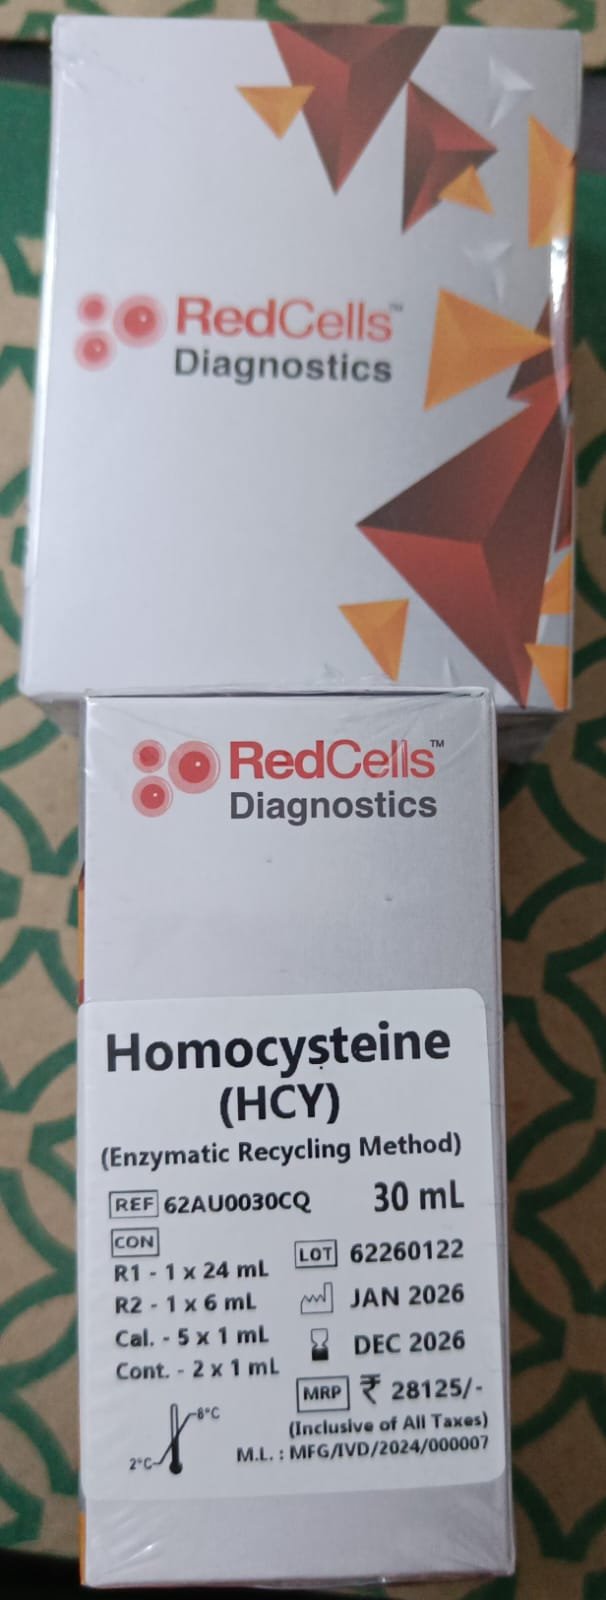 RedCells™
Diagnostics
RedCells™
Diagnostics
Homocysteine
(HCY)
(Enzymatic Recycling Method)
REF 62AU0030CQ 30 mL
CON
R1 - 1 x 24 mL
R2 - 1 x 6 mL
Cal. - 5 x 1 mL
Cont. - 2 x 1 mL
LOT 62260122
JAN 2026
DEC 2026
MRP ₹ 28125/-
(Inclusive of All Taxes)
M.L. : MFG/IVD/2024/000007
8°C
2°C